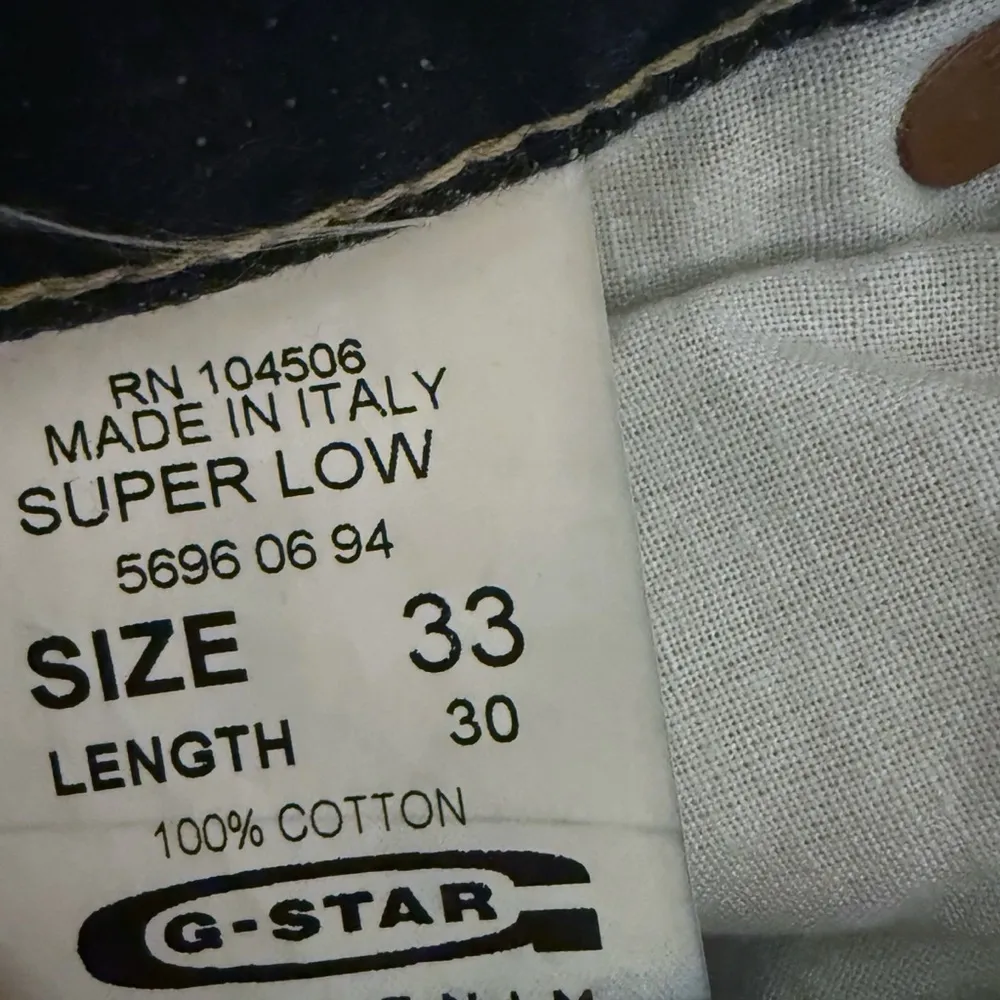 RN 104506
MADE IN ITALY
SUPER LOW
5696 06 94
SIZE 33
LENGTH 30
100% COTTON
G-STAR